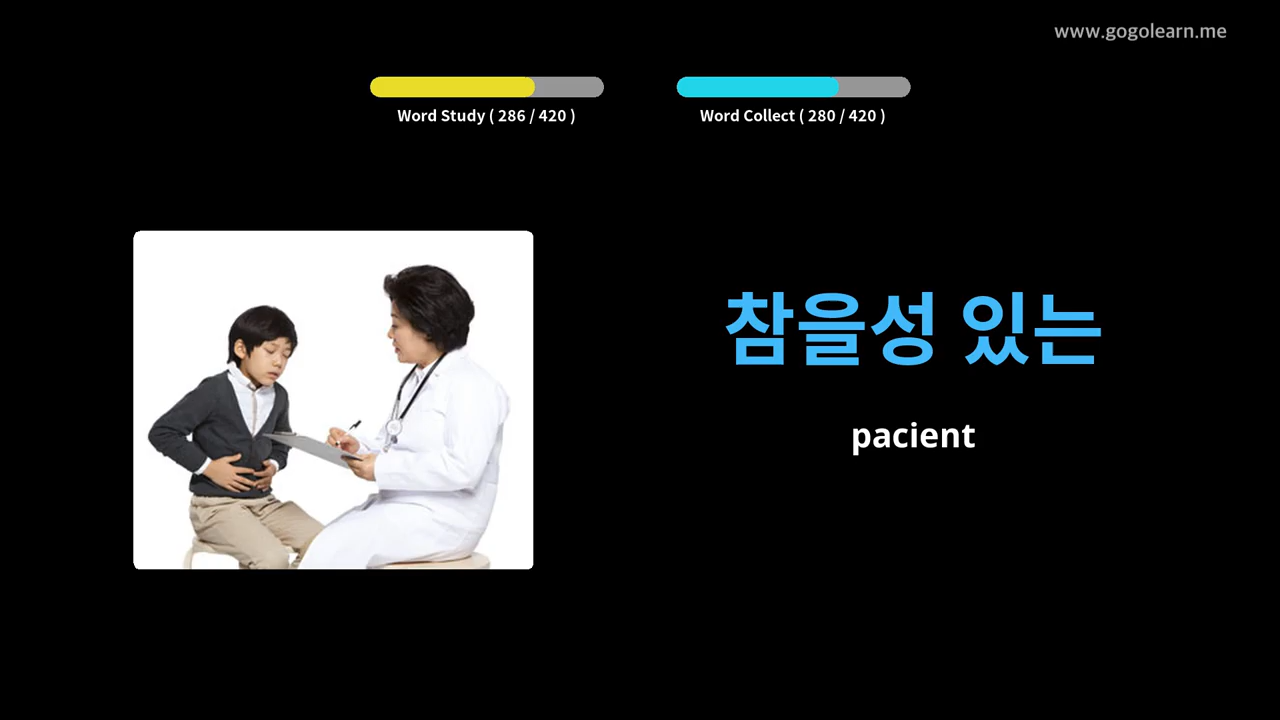 www.gogolearn.me
Word Study ( 286 / 420 )
Word Collect ( 280 / 420 )
참을성 있는
pacient